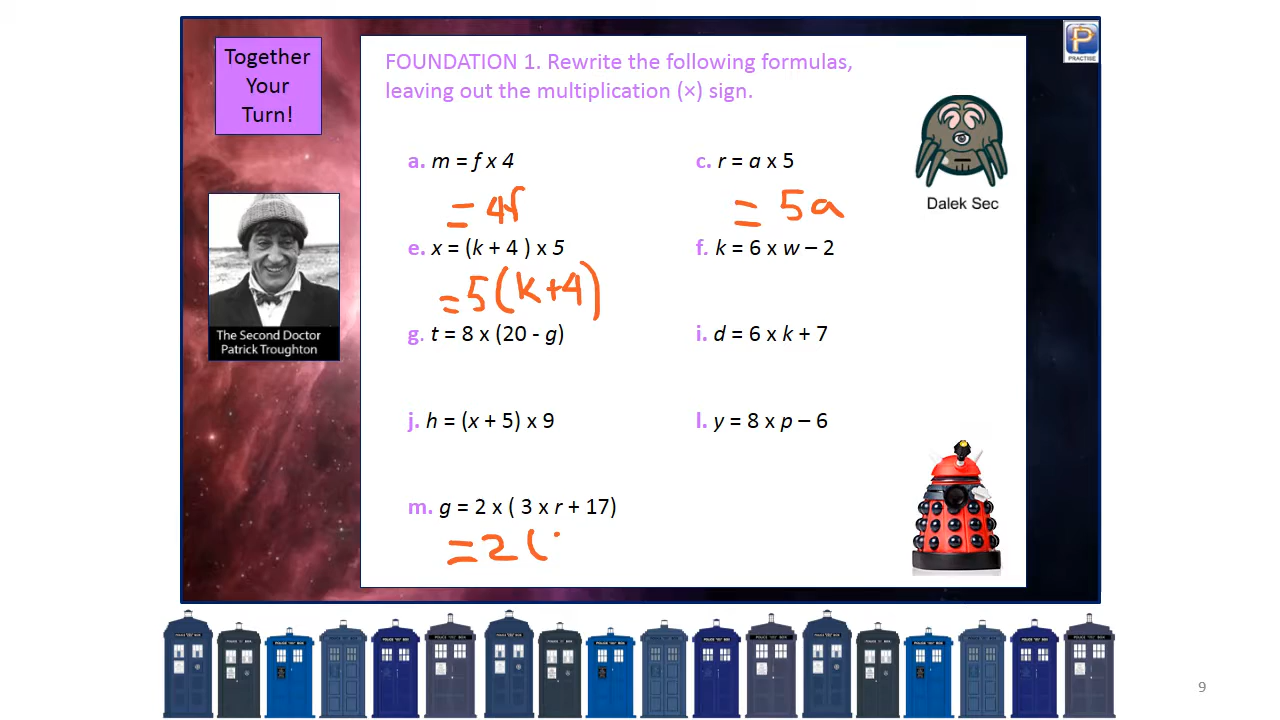 Together
Your
Turn!
FOUNDATION 1. Rewrite the following formulas,
leaving out the multiplication (×) sign.
P
PRACTISE
a. m = f x 4
= 4f
c. r = a x 5
= 5a
Dalek Sec
e. x = (k + 4 ) x 5
= 5(k+4)
f. k = 6 x w – 2
g. t = 8 x (20 - g)
i. d = 6 x k + 7
The Second Doctor
Patrick Troughton
j. h = (x + 5) x 9
l. y = 8 x p – 6
m. g = 2 x ( 3 x r + 17)
= 2 (
9